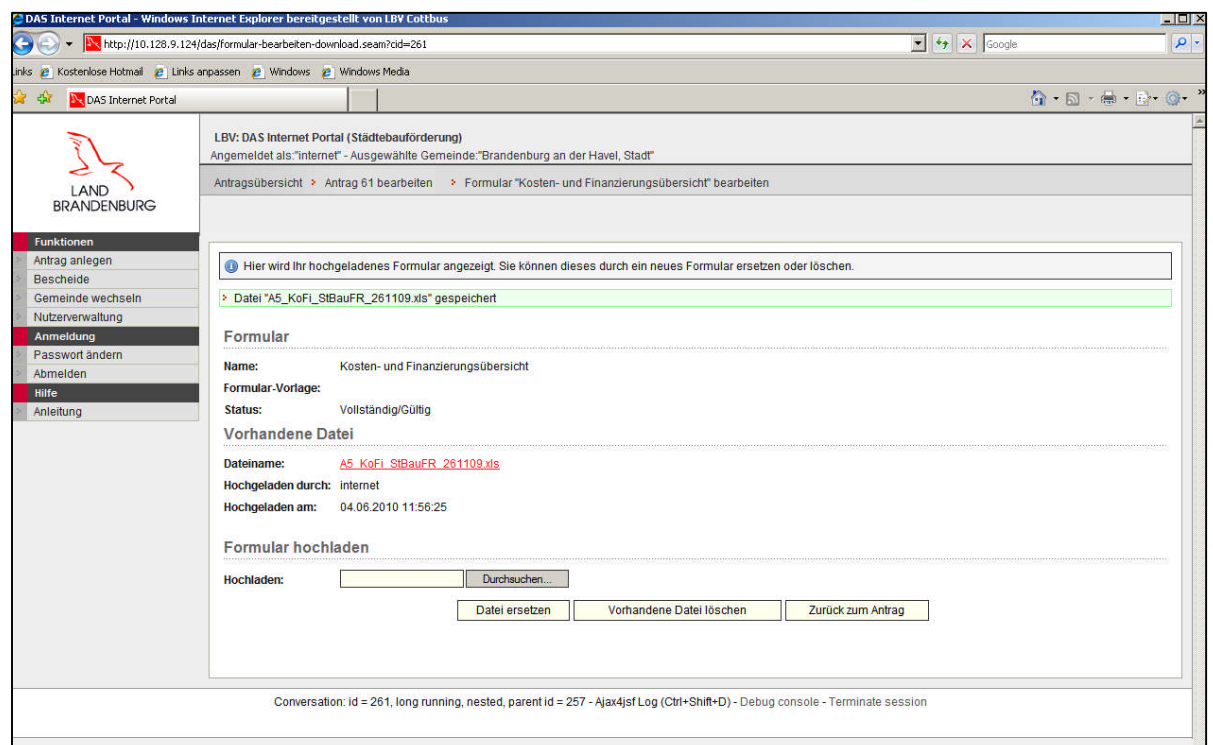 DAS Internet Portal - Windows Internet Explorer bereitgestellt von LBV Cottbus
http://10.128.9.124/das/formular-bearbeiten-download.seam?cid=261
Google
Links Kostenlose Hotmail Links anpassen Windows Windows Media
DAS Internet Portal
LAND
BRANDENBURG
LBV: DAS Internet Portal (Städtebauförderung)
Angemeldet als:"internet" - Ausgewählte Gemeinde:"Brandenburg an der Havel, Stadt"
Antragsübersicht Antrag 61 bearbeiten Formular "Kosten- und Finanzierungsübersicht" bearbeiten
Funktionen
Antrag anlegen
Bescheide
Gemeinde wechseln
Nutzerverwaltung
Anmeldung
Passwort ändern
Abmelden
Hilfe
Anleitung
Hier wird Ihr hochgeladenes Formular angezeigt. Sie können dieses durch ein neues Formular ersetzen oder löschen.
Datei "A5_KoFi_StBauFR_261109.xls" gespeichert
Formular
Name: Kosten- und Finanzierungsübersicht
Formular-Vorlage:
Status: Vollständig/Gültig
Vorhandene Datei
Dateiname: A5_KoFi_StBauFR_261109.xls
Hochgeladen durch: internet
Hochgeladen am: 04.06.2010 11:56:25
Formular hochladen
Hochladen: Durchsuchen...
Datei ersetzen Vorhandene Datei löschen Zurück zum Antrag
Conversation: id = 261, long running, nested, parent id = 257 - Ajax4jsf Log (Ctrl+Shift+D) - Debug console - Terminate session